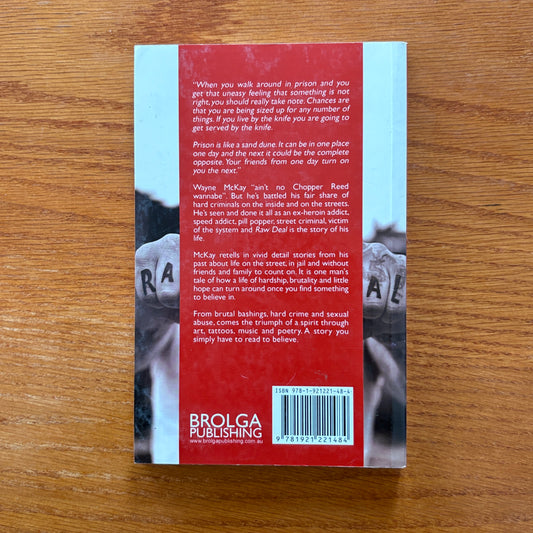 "When you walk around in prison and you
get that uneasy feeling that something is not
right, you should really take note. Chances are
that you are being sized up for any number of
things. If you live by the knife you are going to
get served by the knife.
Prison is like a sand dune. It can be in one place
one day and the next it could be the complete
opposite. Your friends from one day turn on
you the next."
Wayne McKay "ain't no Chopper Reed
wannabe". But he's battled his fair share of
hard criminals on the inside and on the streets.
He's seen and done it all as an ex-heroin addict,
speed addict, pill popper, street criminal, victim
of the system and Raw Deal is the story of his
life.
McKay retells in vivid detail stories from his
past about life on the street, in jail and without
friends and family to count on. It is one man's
tale of how a life of hardship, brutality and little
hope can turn around once you find something
to believe in.
From brutal bashings, hard crime and sexual
abuse, comes the triumph of a spirit through
art, tattoos, music and poetry. A story you
simply have to read to believe.
RA
AE
ISBN 978-1-921221-48-4
9 781921 221484
BROLGA
PUBLISHING
www.brolgapublishing.com.au